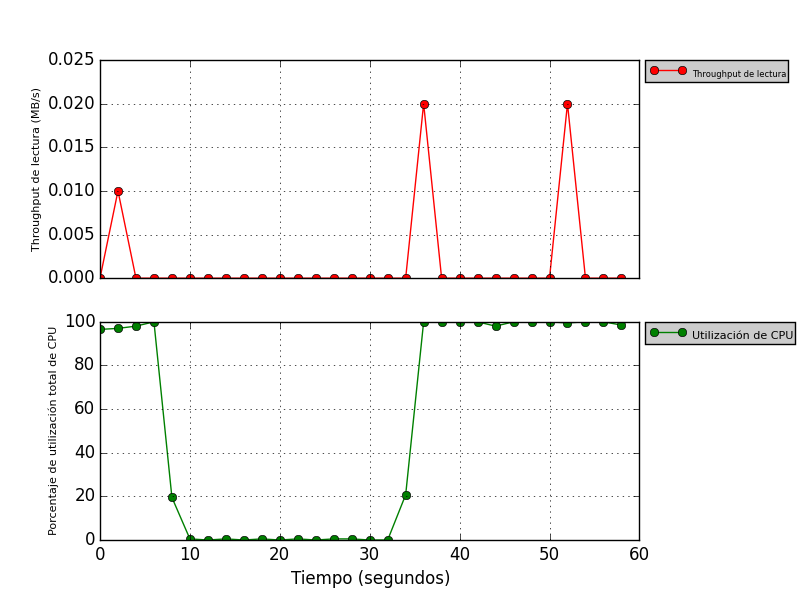 0.025
0.020
0.015
0.010
0.005
0.000
Throughput de lectura (MB/s)
Throughput de lectura
100
80
60
40
20
0
Porcentaje de utilización total de CPU
Utilización de CPU
0 10 20 30 40 50 60
Tiempo (segundos)